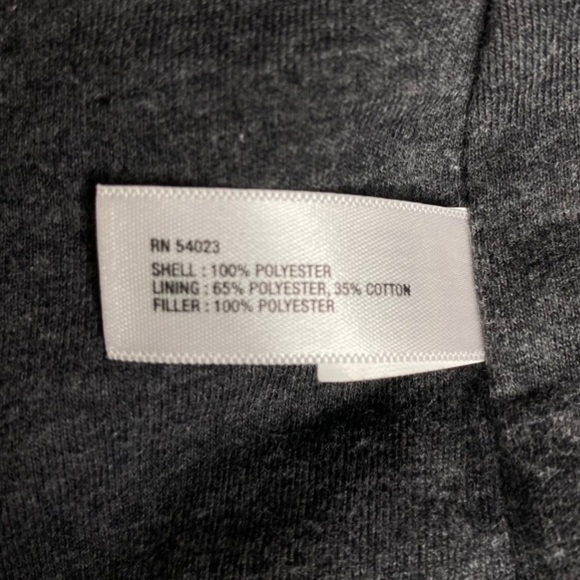 RN 54023
SHELL : 100% POLYESTER
LINING : 65% POLYESTER, 35% COTTON
FILLER : 100% POLYESTER